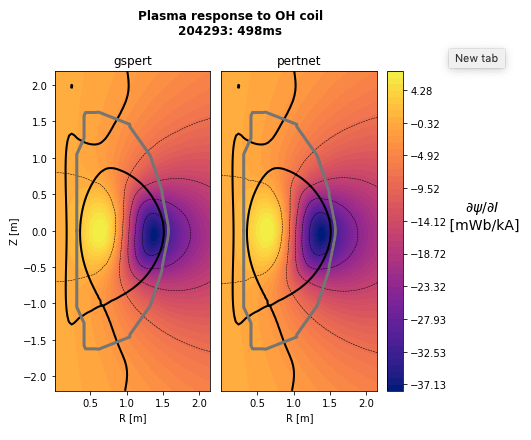 Plasma response to OH coil
204293: 498ms
New tab
gspert
pertnet
2.0
1.5
1.0
0.5
0.0
−0.5
−1.0
−1.5
−2.0
Z [m]
0.5 1.0 1.5 2.0
R [m]
0.5 1.0 1.5 2.0
R [m]
4.28
−0.32
−4.92
−9.52
−14.12
−18.72
−23.32
−27.93
−32.53
−37.13
∂ψ/∂I
[mWb/kA]